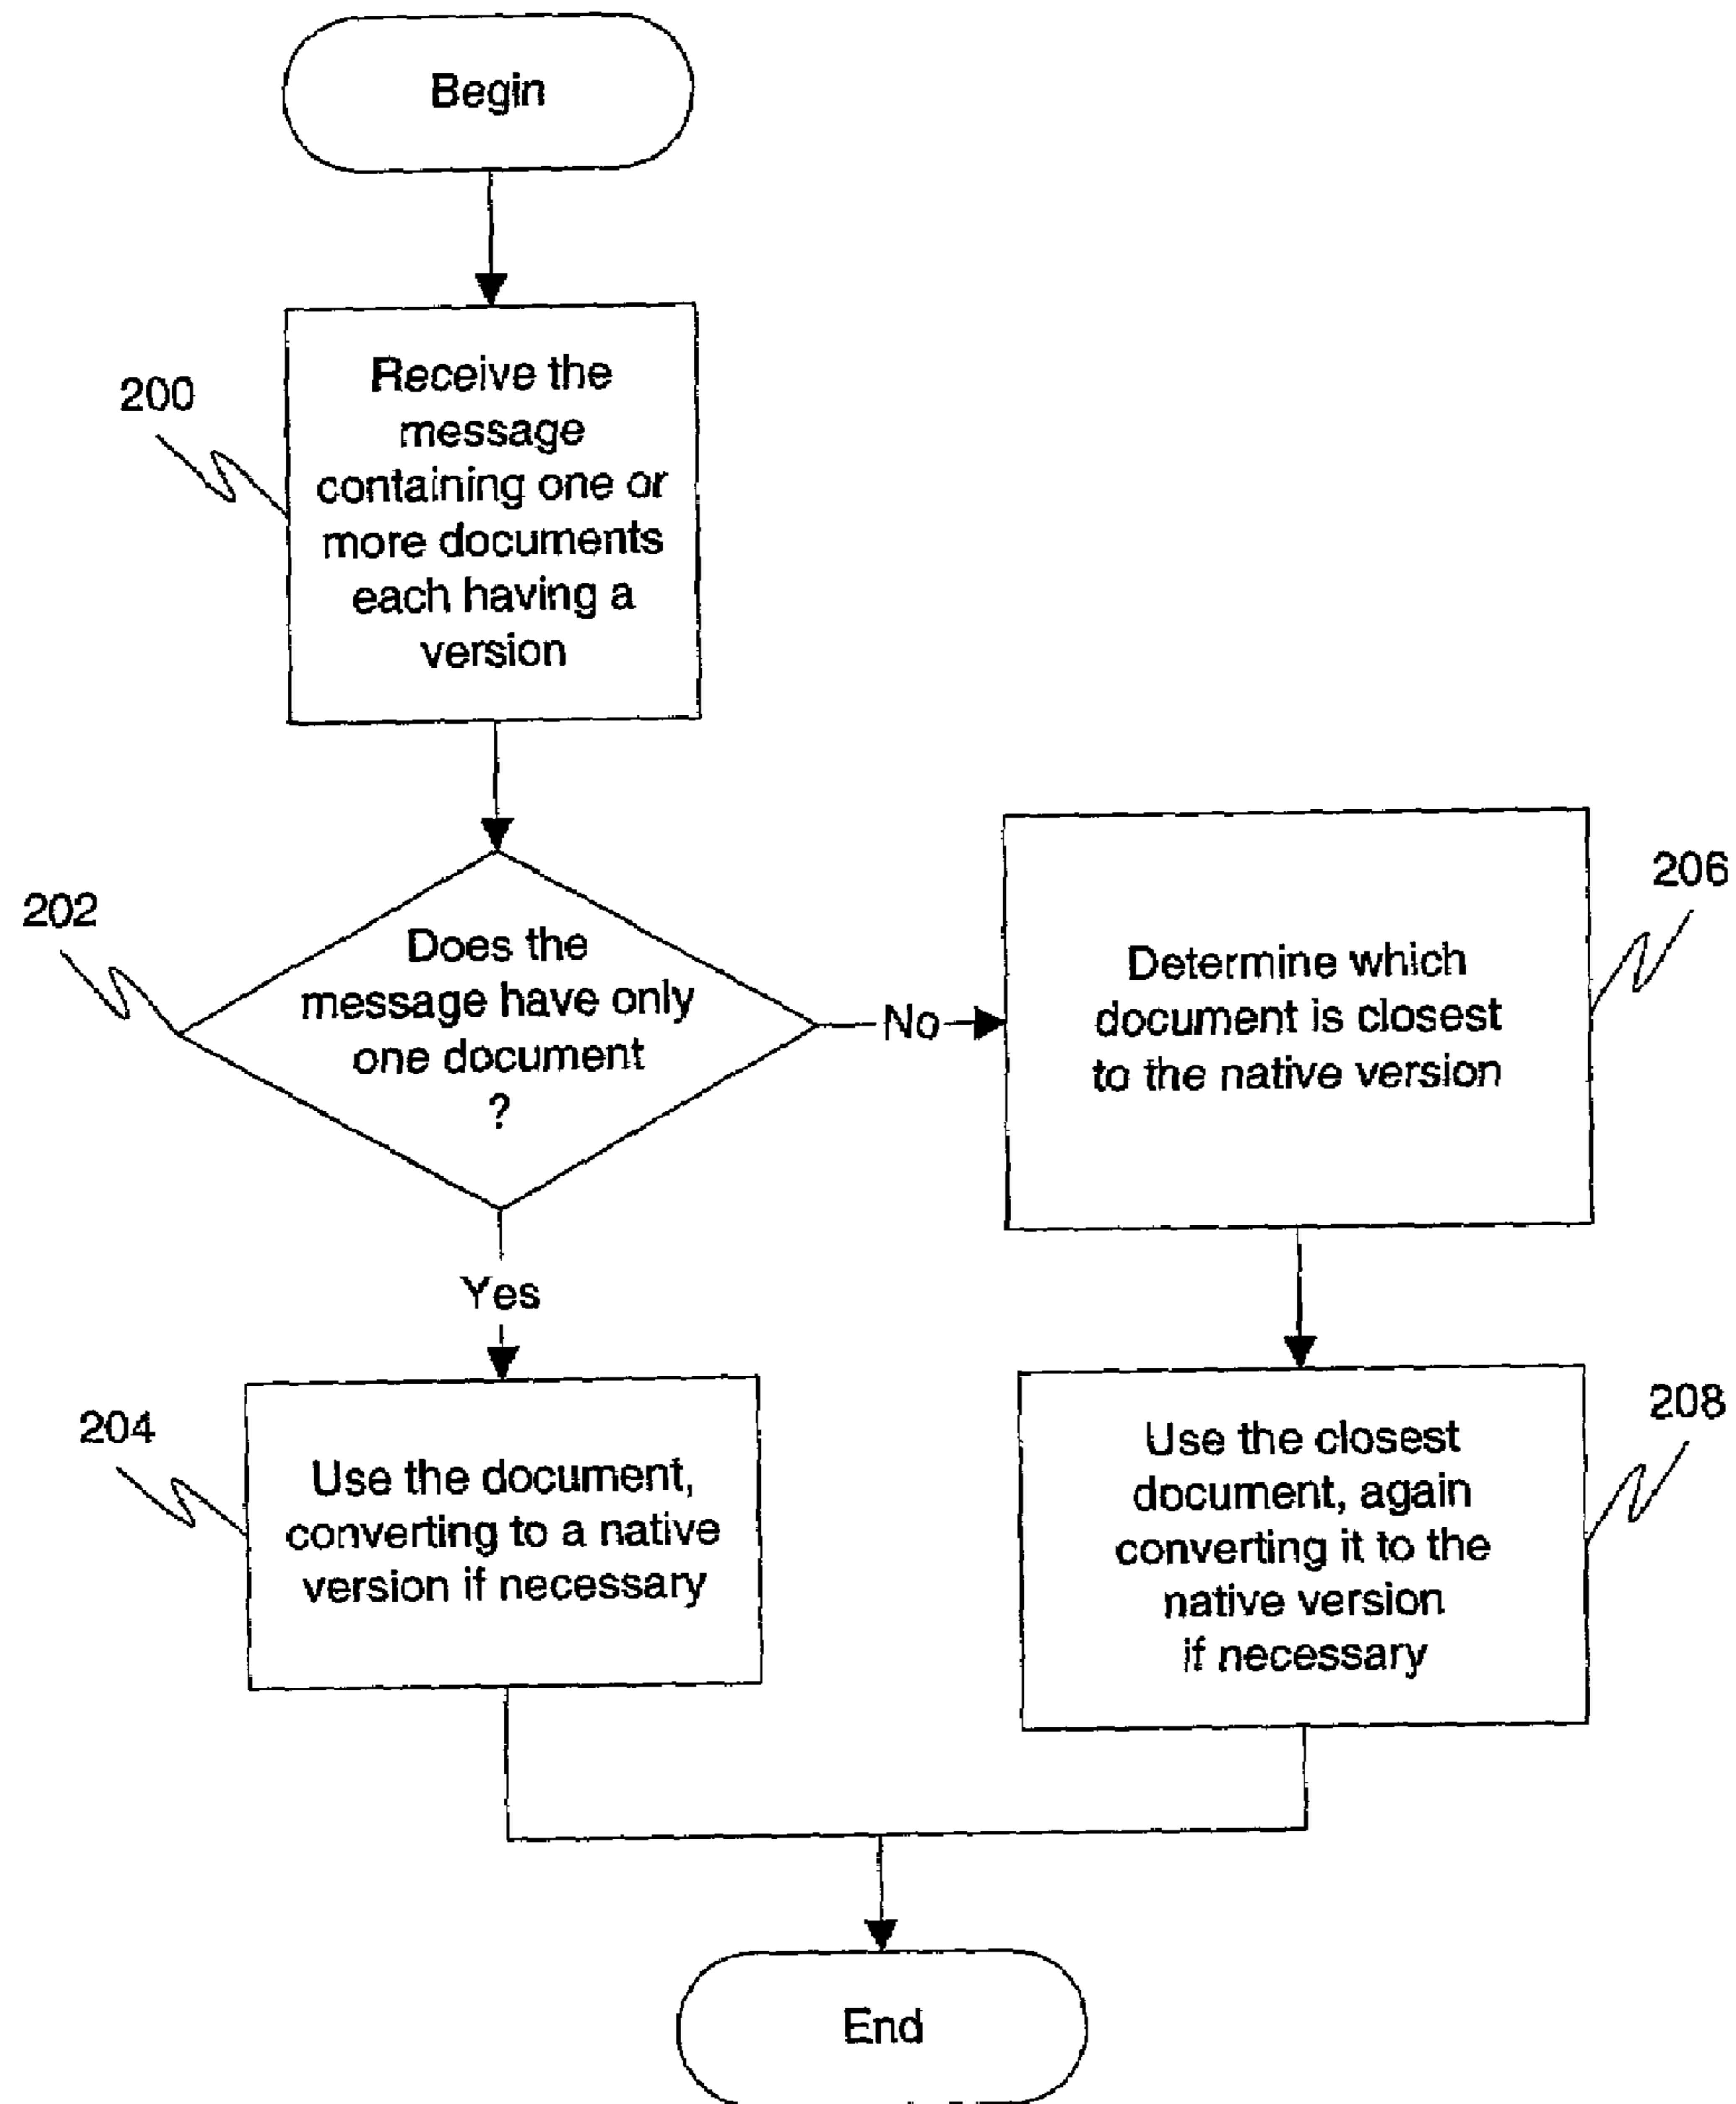 Begin
200
Receive the
message
containing one or
more documents
each having a
version
202
Does the
message have only
one document
?
No
206
Determine which
document is closest
to the native version
Yes
204
Use the document,
converting to a native
version if necessary
208
Use the closest
document, again
converting it to the
native version
if necessary
End